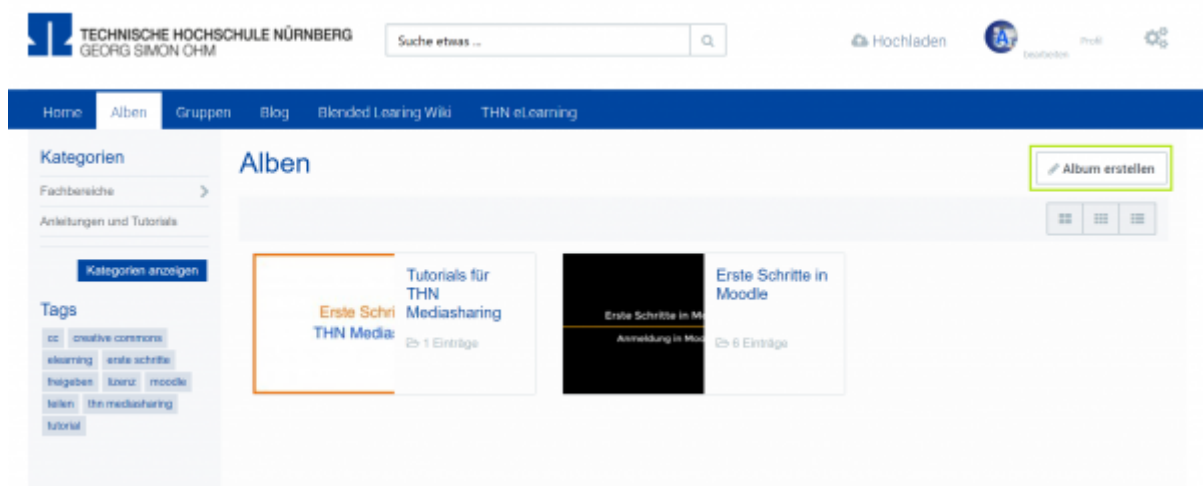 TECHNISCHE HOCHSCHULE NÜRNBERG
GEORG SIMON OHM
Suche etwas ...
Hochladen
Profil
bearbeiten
Home Alben Gruppen Blog Blended Learing Wiki THN eLearning
Kategorien
Fachbereiche
Anleitungen und Tutorials
Kategorien anzeigen
Tags
cc creative commons
elearning erste schritte
freigeben lizenz moodle
teilen thn mediasharing
tutorial
Alben
Album erstellen
Erste Schri
THN Media
Tutorials für
THN
Mediasharing
1 Einträge
Erste Schritte in M
Anmeldung in Moo
Erste Schritte in
Moodle
6 Einträge